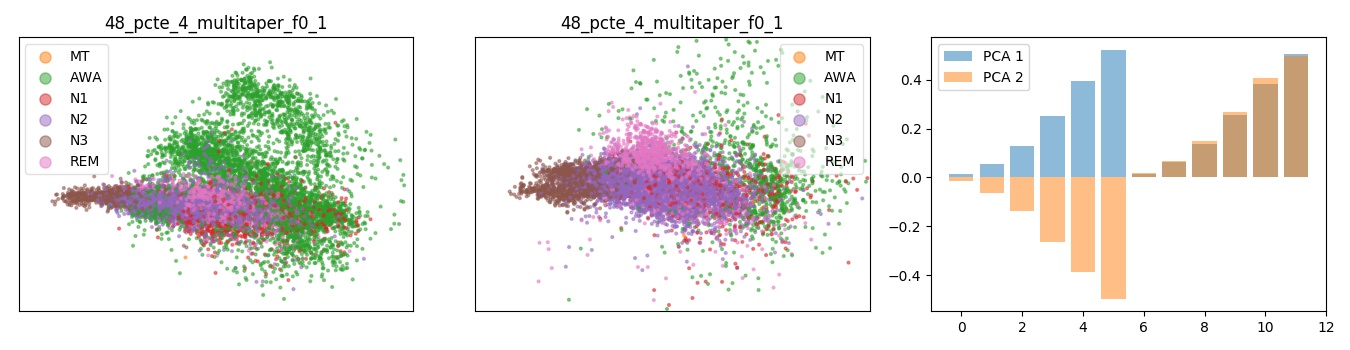 48_pcte_4_multitaper_f0_1
MT
AWA
N1
N2
N3
REM
48_pcte_4_multitaper_f0_1
MT
AWA
N1
N2
N3
REM
PCA 1
PCA 2
0.4
0.2
0.0
−0.2
−0.4
0 2 4 6 8 10 12